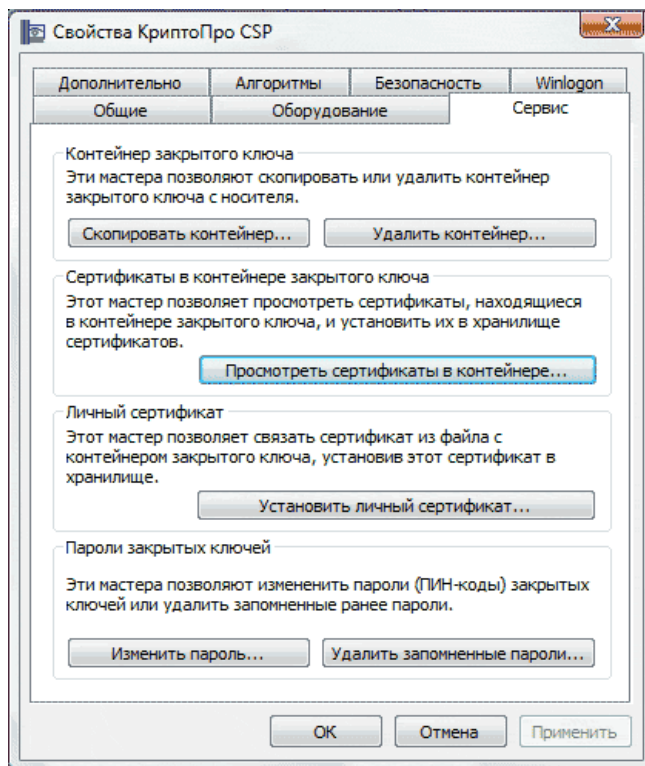 Свойства КриптоПро CSP
Дополнительно Алгоритмы Безопасность Winlogon
Общие Оборудование Сервис
Контейнер закрытого ключа
Эти мастера позволяют скопировать или удалить контейнер
закрытого ключа с носителя.
Скопировать контейнер... Удалить контейнер...
Сертификаты в контейнере закрытого ключа
Этот мастер позволяет просмотреть сертификаты, находящиеся
в контейнере закрытого ключа, и установить их в хранилище
сертификатов.
Просмотреть сертификаты в контейнере...
Личный сертификат
Этот мастер позволяет связать сертификат из файла с
контейнером закрытого ключа, установив этот сертификат в
хранилище.
Установить личный сертификат...
Пароли закрытых ключей
Эти мастера позволяют измененить пароли (ПИН-коды) закрытых
ключей или удалить запомненные ранее пароли.
Изменить пароль... Удалить запомненные пароли...
ОК Отмена Применить